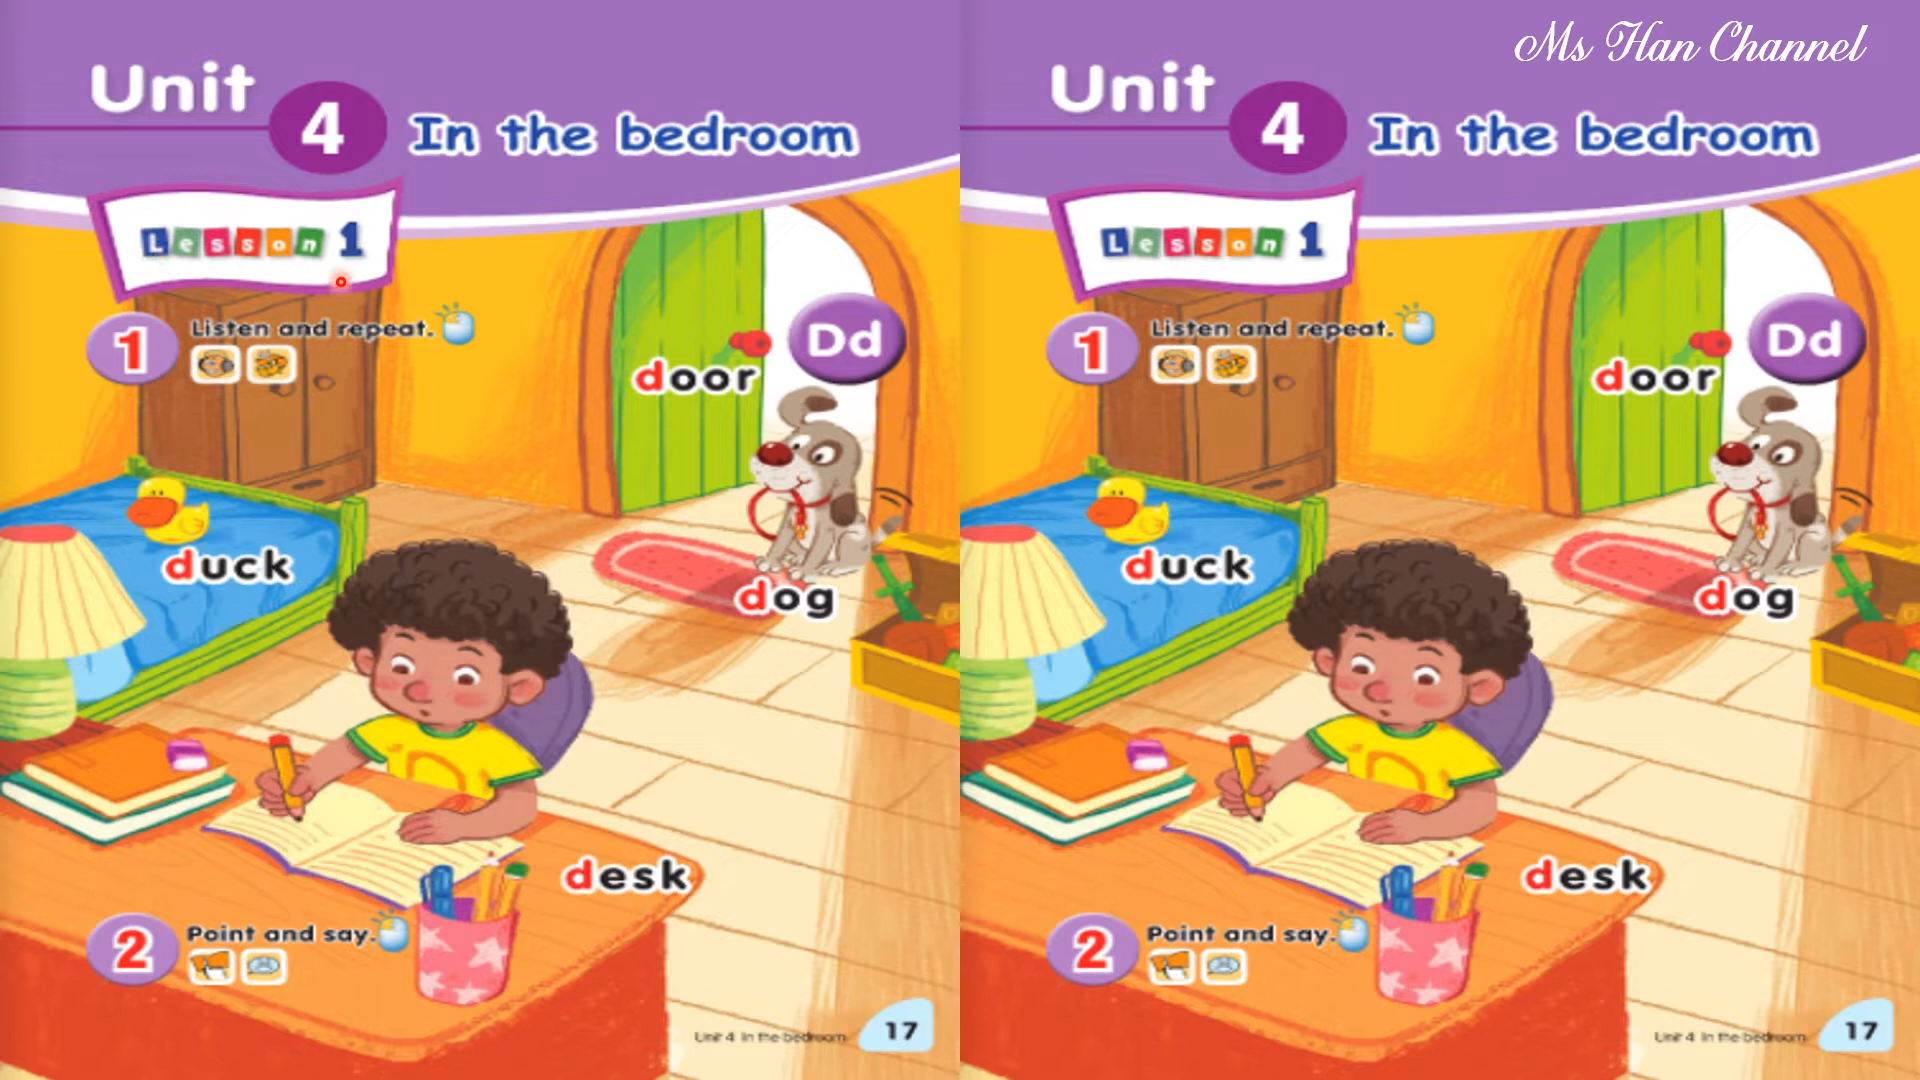 Unit 4 In the bedroom
Lesson 1
1 Listen and repeat.
Dd
door
duck
dog
desk
2 Point and say.
Unit 4 In the bedroom 17
Ms Han Channel
Unit 4 In the bedroom
Lesson 1
1 Listen and repeat.
Dd
door
duck
dog
desk
2 Point and say.
Unit 4 In the bedroom 17